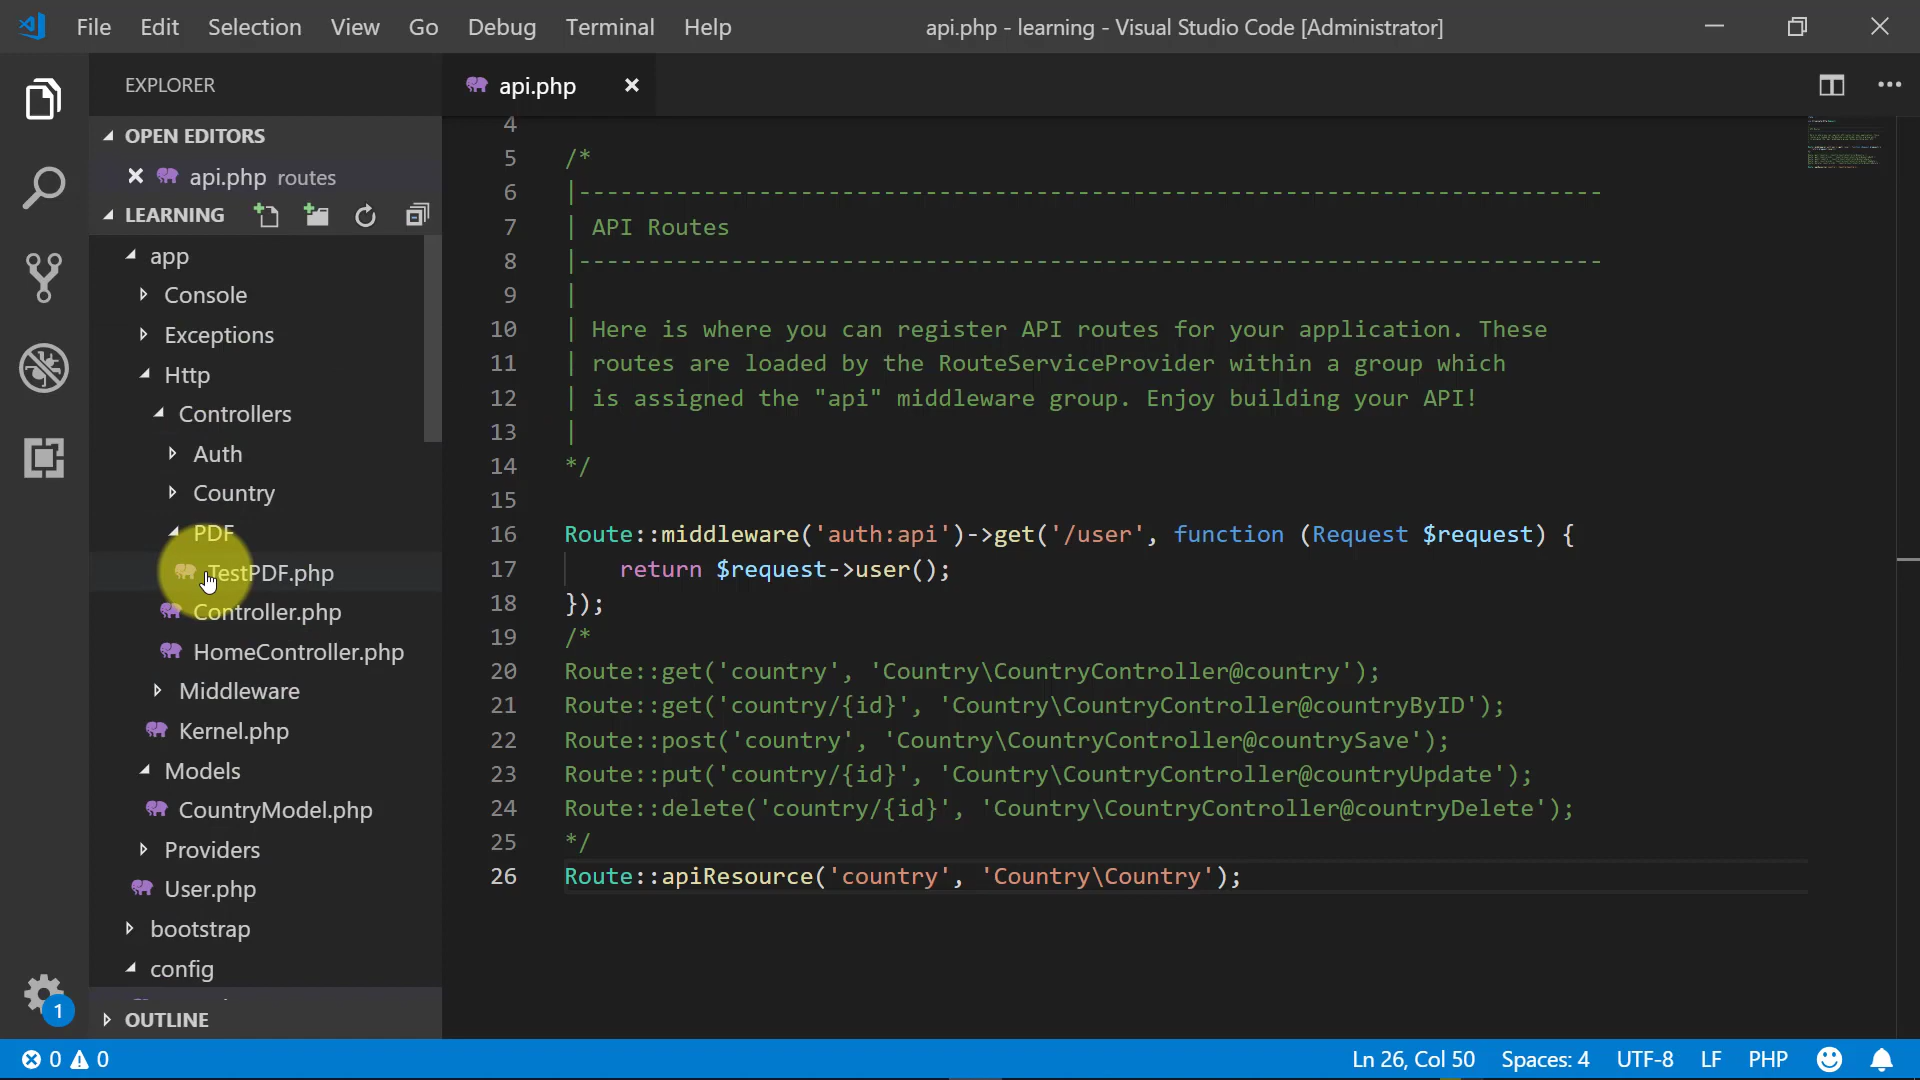 File Edit Selection View Go Debug Terminal Help
api.php - learning - Visual Studio Code [Administrator]
EXPLORER
OPEN EDITORS
api.php routes
LEARNING
app
Console
Exceptions
Http
Controllers
Auth
Country
PDF
TestPDF.php
Controller.php
HomeController.php
Middleware
Kernel.php
Models
CountryModel.php
Providers
User.php
bootstrap
config
OUTLINE
1
api.php
4
5 /*
6 |--------------------------------------------------------------------------
7 | API Routes
8 |--------------------------------------------------------------------------
9 |
10 | Here is where you can register API routes for your application. These
11 | routes are loaded by the RouteServiceProvider within a group which
12 | is assigned the "api" middleware group. Enjoy building your API!
13 |
14 */
15
16 Route::middleware('auth:api')->get('/user', function (Request $request) {
17     return $request->user();
18 });
19 /*
20 Route::get('country', 'Country\CountryController@country');
21 Route::get('country/{id}', 'Country\CountryController@countryByID');
22 Route::post('country', 'Country\CountryController@countrySave');
23 Route::put('country/{id}', 'Country\CountryController@countryUpdate');
24 Route::delete('country/{id}', 'Country\CountryController@countryDelete');
25 */
26 Route::apiResource('country', 'Country\Country');
0 0
Ln 26, Col 50 Spaces: 4 UTF-8 LF PHP